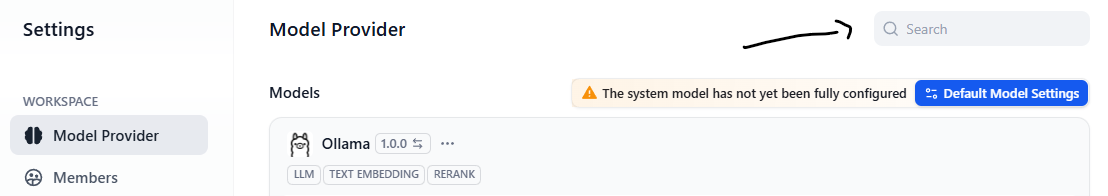 Settings
Model Provider
Search
WORKSPACE
Model Provider
Members
Models
The system model has not yet been fully configured
Default Model Settings
Ollama 1.0.0
LLM TEXT EMBEDDING RERANK